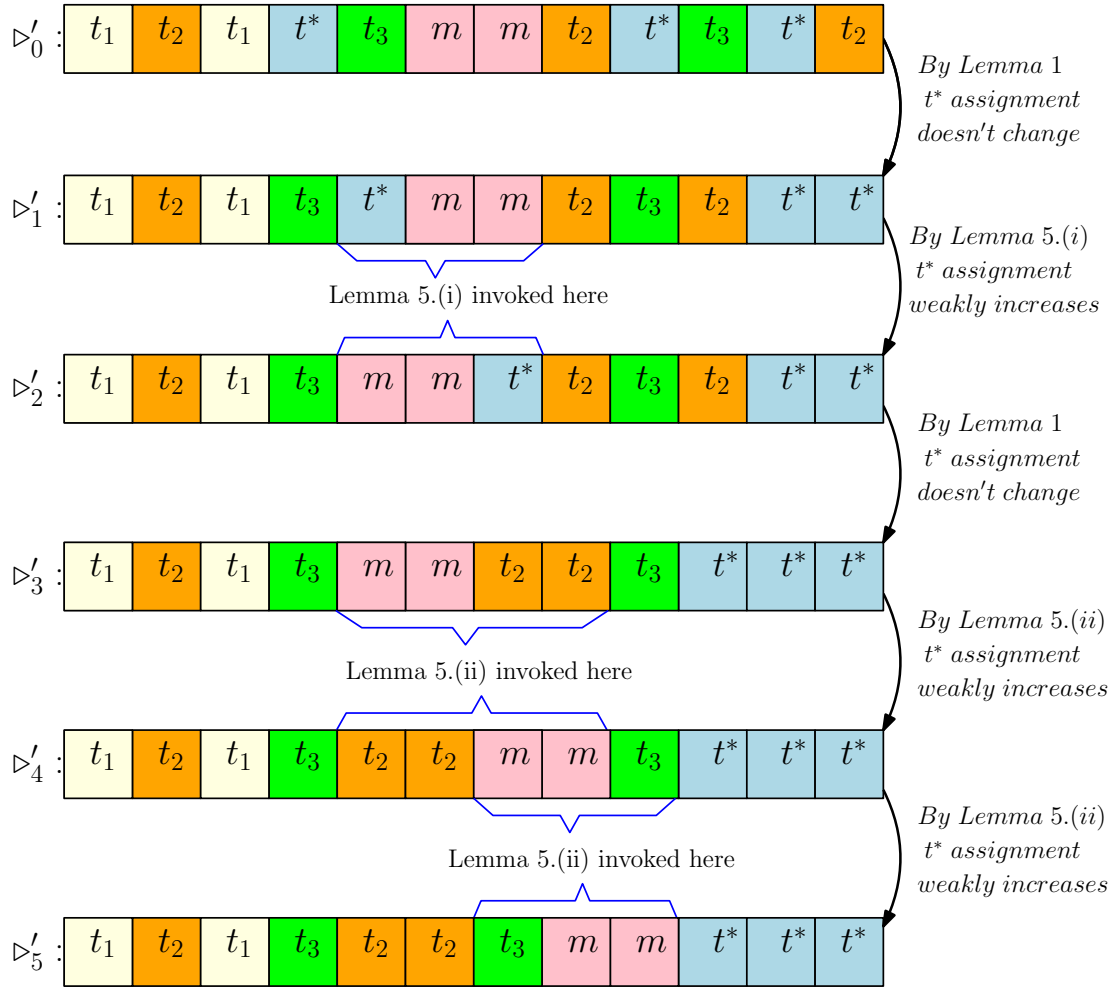 ▷′₀ : t₁ t₂ t₁ t* t₃ m m t₂ t* t₃ t* t₂
By Lemma 1
t* assignment
doesn't change
▷′₁ : t₁ t₂ t₁ t₃ t* m m t₂ t₃ t₂ t* t*
By Lemma 5.(i)
t* assignment
weakly increases
Lemma 5.(i) invoked here
▷′₂ : t₁ t₂ t₁ t₃ m m t* t₂ t₃ t₂ t* t*
By Lemma 1
t* assignment
doesn't change
▷′₃ : t₁ t₂ t₁ t₃ m m t₂ t₂ t₃ t* t* t*
By Lemma 5.(ii)
t* assignment
weakly increases
Lemma 5.(ii) invoked here
▷′₄ : t₁ t₂ t₁ t₃ t₂ t₂ m m t₃ t* t* t*
By Lemma 5.(ii)
t* assignment
weakly increases
Lemma 5.(ii) invoked here
▷′₅ : t₁ t₂ t₁ t₃ t₂ t₂ t₃ m m t* t* t*